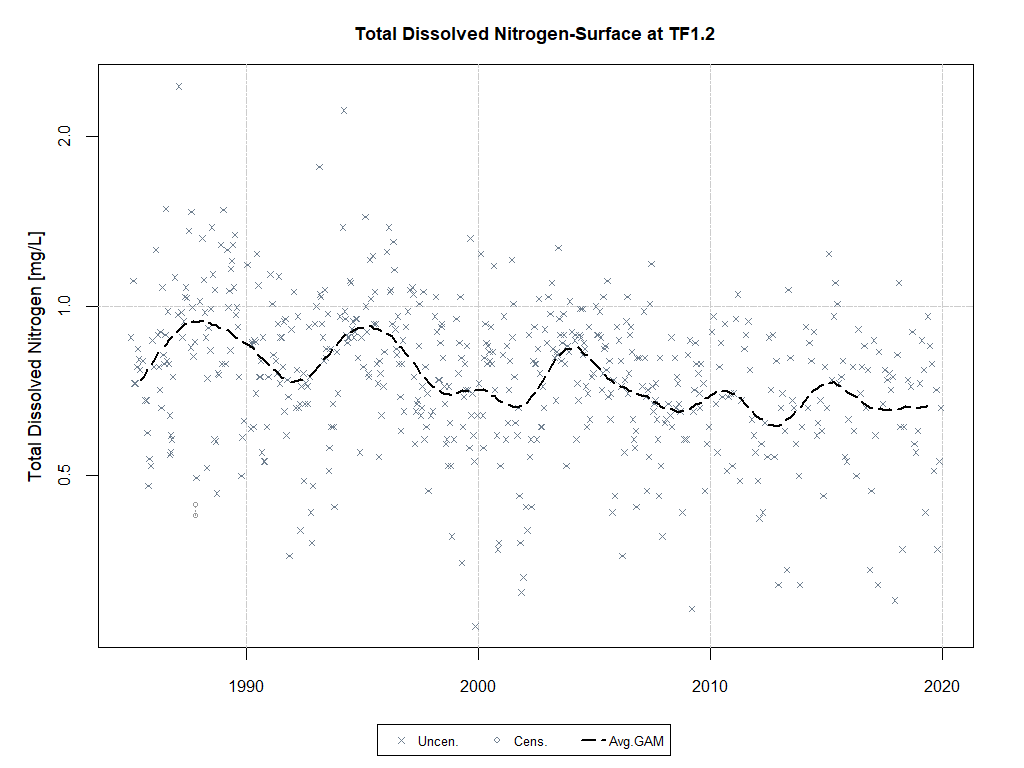 Total Dissolved Nitrogen-Surface at TF1.2
Total Dissolved Nitrogen [mg/L]
2.0
1.0
0.5
1990 2000 2010 2020
Uncen. Cens. Avg.GAM